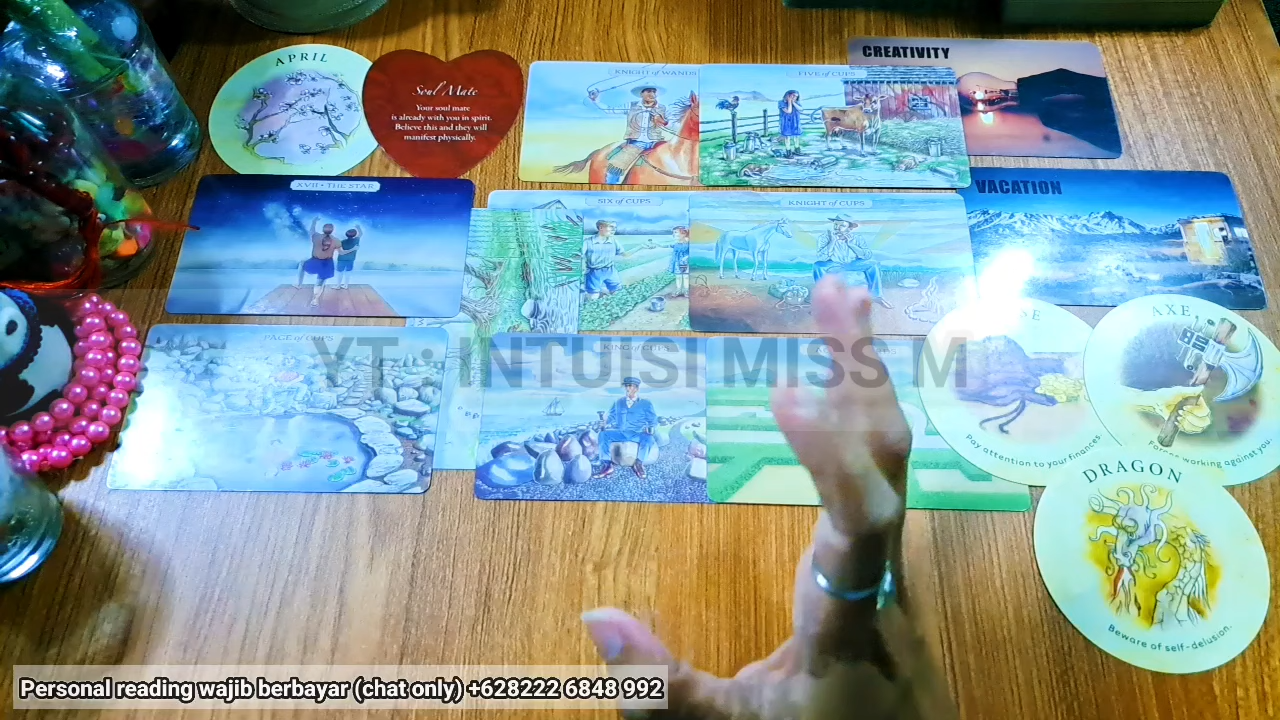 APRIL
Soul Mate
Your soul mate
is already with you in spirit.
Believe this and they will
manifest physically.
KNIGHT of WANDS
FIVE of CUPS
CREATIVITY
XVII • THE STAR
SIX of CUPS
KNIGHT of CUPS
VACATION
PAGE of CUPS
KING of CUPS
YT : INTUISI MISS M
Pay attention to your finances.
AXE
working against you.
DRAGON
Beware of self-delusion.
Personal reading wajib berbayar (chat only) +628222 6848 992